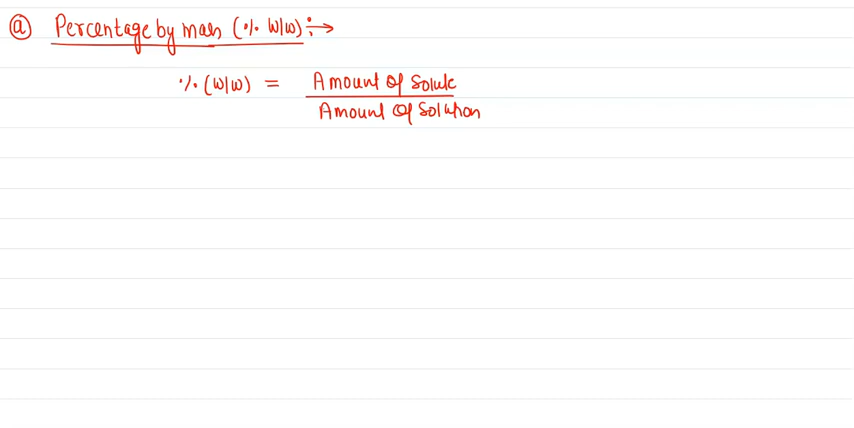 ⓐ Percentage by mass (% W/W) :→
% (W/W) = Amount of Solute
Amount of Solution